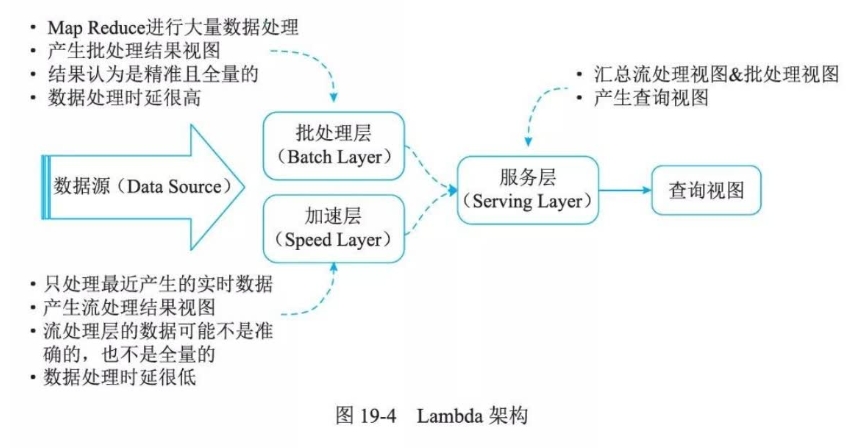 • Map Reduce进行大量数据处理
• 产生批处理结果视图
• 结果认为是精准且全量的
• 数据处理时延很高
• 汇总流处理视图&批处理视图
• 产生查询视图
批处理层
（Batch Layer）
数据源（Data Source）
服务层
（Serving Layer）
查询视图
加速层
（Speed Layer）
• 只处理最近产生的实时数据
• 产生流处理结果视图
• 流处理层的数据可能不是准
确的，也不是全量的
• 数据处理时延很低
图 19-4 Lambda 架构